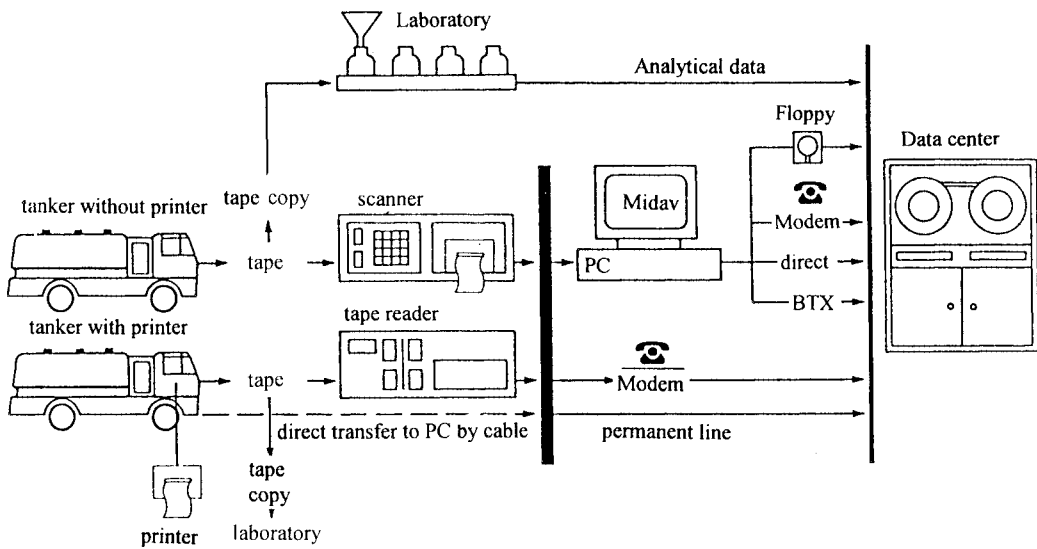 Laboratory
Analytical data
Floppy
Data center
tanker without printer
tape copy
scanner
Midav
Modem
tape
PC
direct
BTX
tanker with printer
tape reader
tape
Modem
direct transfer to PC by cable
permanent line
tape
copy
printer
laboratory